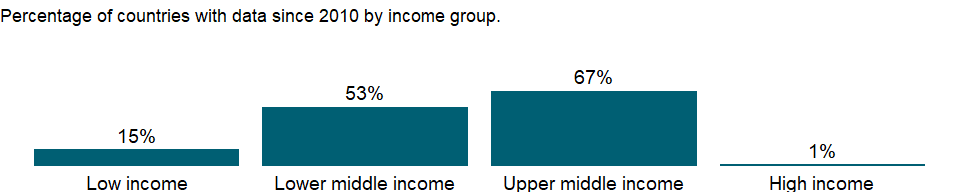 Percentage of countries with data since 2010 by income group.
67%
53%
15%
1%
Low income Lower middle income Upper middle income High income